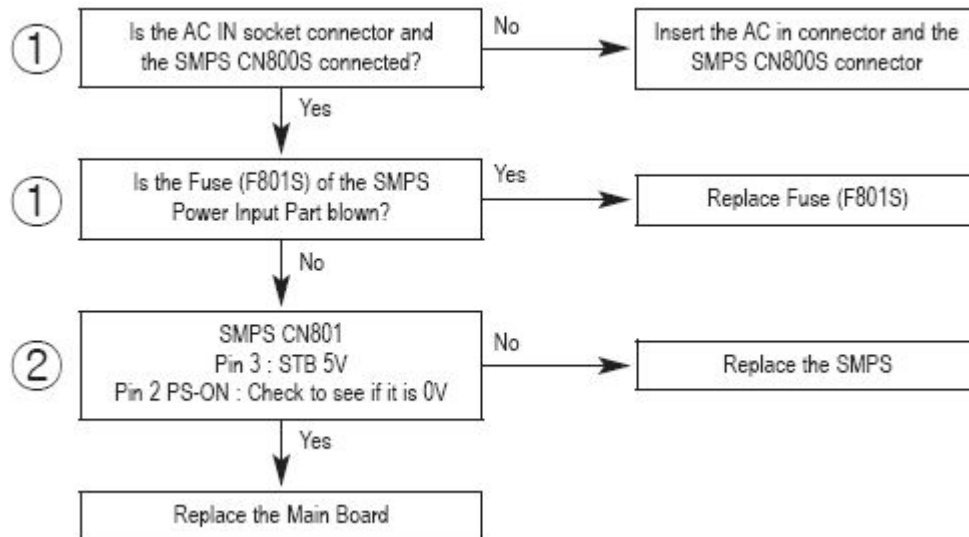 ①
Is the AC IN socket connector and
the SMPS CN800S connected?
No
Insert the AC in connector and the
SMPS CN800S connector
Yes
①
Is the Fuse (F801S) of the SMPS
Power Input Part blown?
Yes
Replace Fuse (F801S)
No
②
SMPS CN801
Pin 3 : STB 5V
Pin 2 PS-ON : Check to see if it is 0V
No
Replace the SMPS
Yes
Replace the Main Board